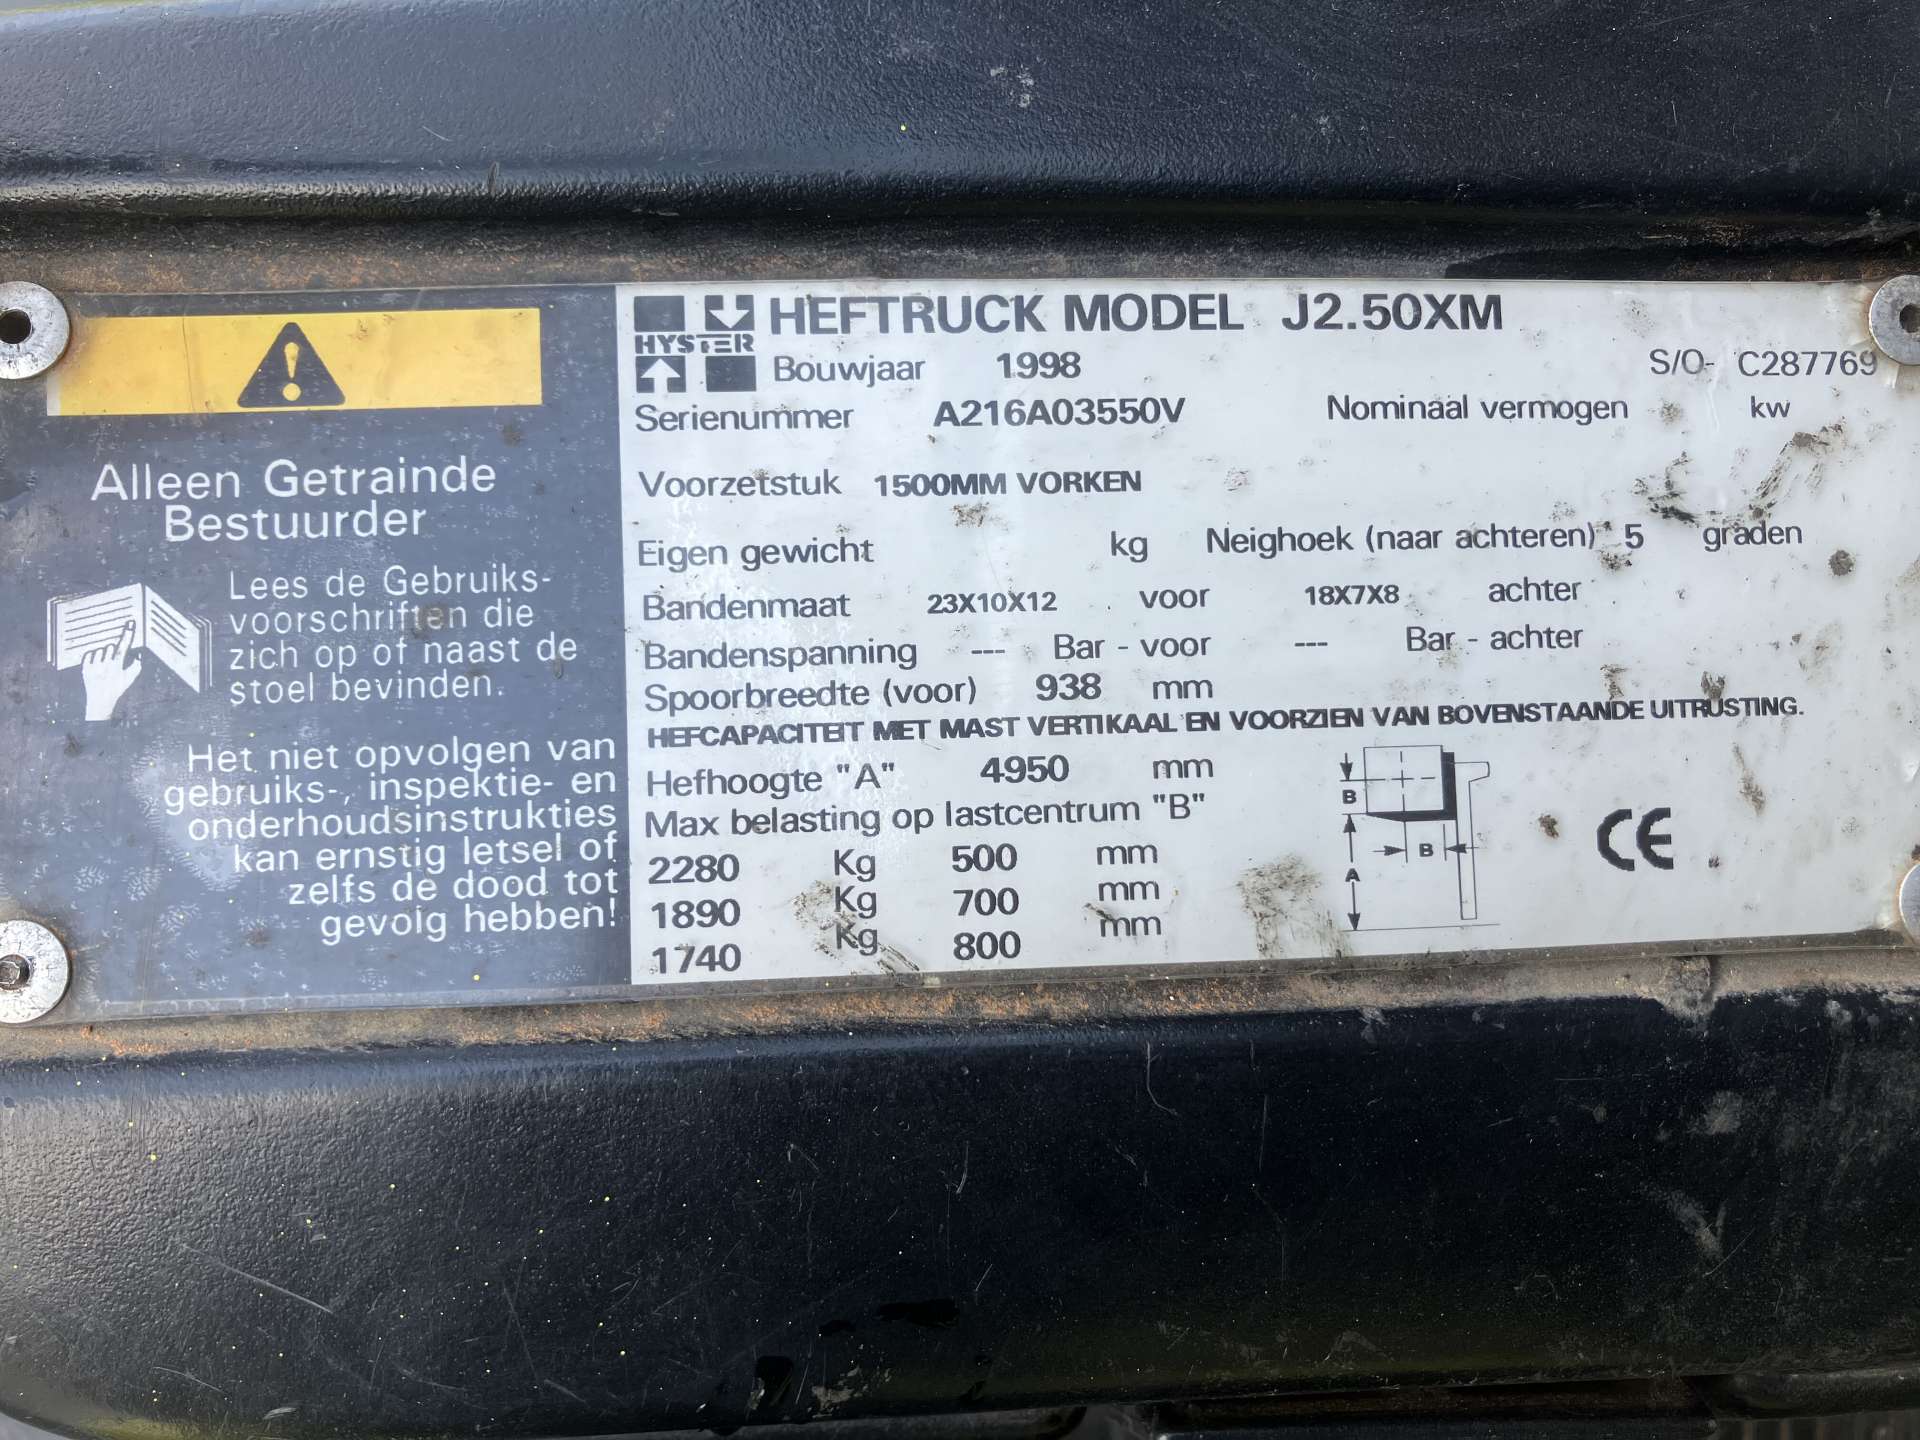 Alleen Getrainde
Bestuurder
Lees de Gebruiks-
voorschriften die
zich op of naast de
stoel bevinden.
Het niet opvolgen van
gebruiks-, inspektie- en
onderhoudsinstrukties
kan ernstig letsel of
zelfs de dood tot
gevolg hebben!
HYSTER
HEFTRUCK MODEL J2.50XM
Bouwjaar 1998 S/O- C287769
Serienummer A216A03550V Nominaal vermogen kw
Voorzetstuk 1500MM VORKEN
Eigen gewicht kg Neighoek (naar achteren) 5 graden
Bandenmaat 23X10X12 voor 18X7X8 achter
Bandenspanning --- Bar - voor --- Bar - achter
Spoorbreedte (voor) 938 mm
HEFCAPACITEIT MET MAST VERTIKAAL EN VOORZIEN VAN BOVENSTAANDE UITRUSTING.
Hefhoogte "A" 4950 mm
Max belasting op lastcentrum "B"
2280 Kg 500 mm
1890 Kg 700 mm
1740 Kg 800 mm
B
B
A
CE